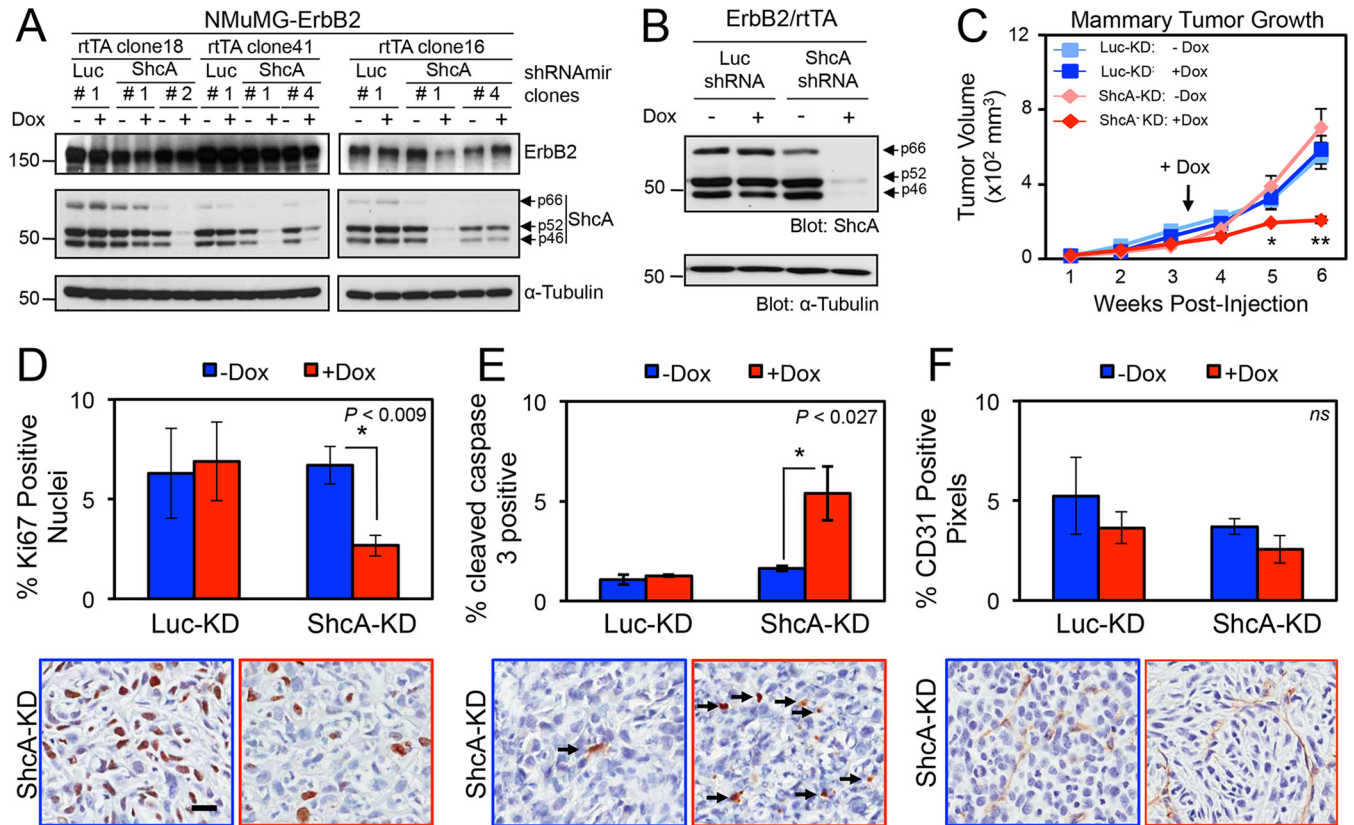 A
NMuMG-ErbB2
rtTA clone18 rtTA clone41 rtTA clone16
Luc ShcA Luc ShcA Luc ShcA shRNAmir
# 1 # 1 # 2 # 1 # 1 # 4 # 1 # 1 # 4 clones
Dox - + - + - + - + - + - + - + - + - +
150 ErbB2
50 p66 p52 p46 ShcA
p66
p52 ShcA
p46
50 α-Tubulin
B
ErbB2/rtTA
Luc ShcA
shRNA shRNA
Dox - + - +
p66
p52
50 p46
Blot: ShcA
50
Blot: α-Tubulin
C
Mammary Tumor Growth
Tumor Volume
(x10² mm³)
12
8
4
0
Luc-KD: - Dox
Luc-KD: +Dox
ShcA-KD: -Dox
ShcA-KD: +Dox
+ Dox
* **
1 2 3 4 5 6
Weeks Post-Injection
D
-Dox +Dox
% Ki67 Positive
Nuclei
10
5
0
P < 0.009
*
Luc-KD ShcA-KD
ShcA-KD
E
-Dox +Dox
% cleaved caspase
3 positive
10
5
0
P < 0.027
*
Luc-KD ShcA-KD
ShcA-KD
F
-Dox +Dox
% CD31 Positive
Pixels
10
5
0
ns
Luc-KD ShcA-KD
ShcA-KD